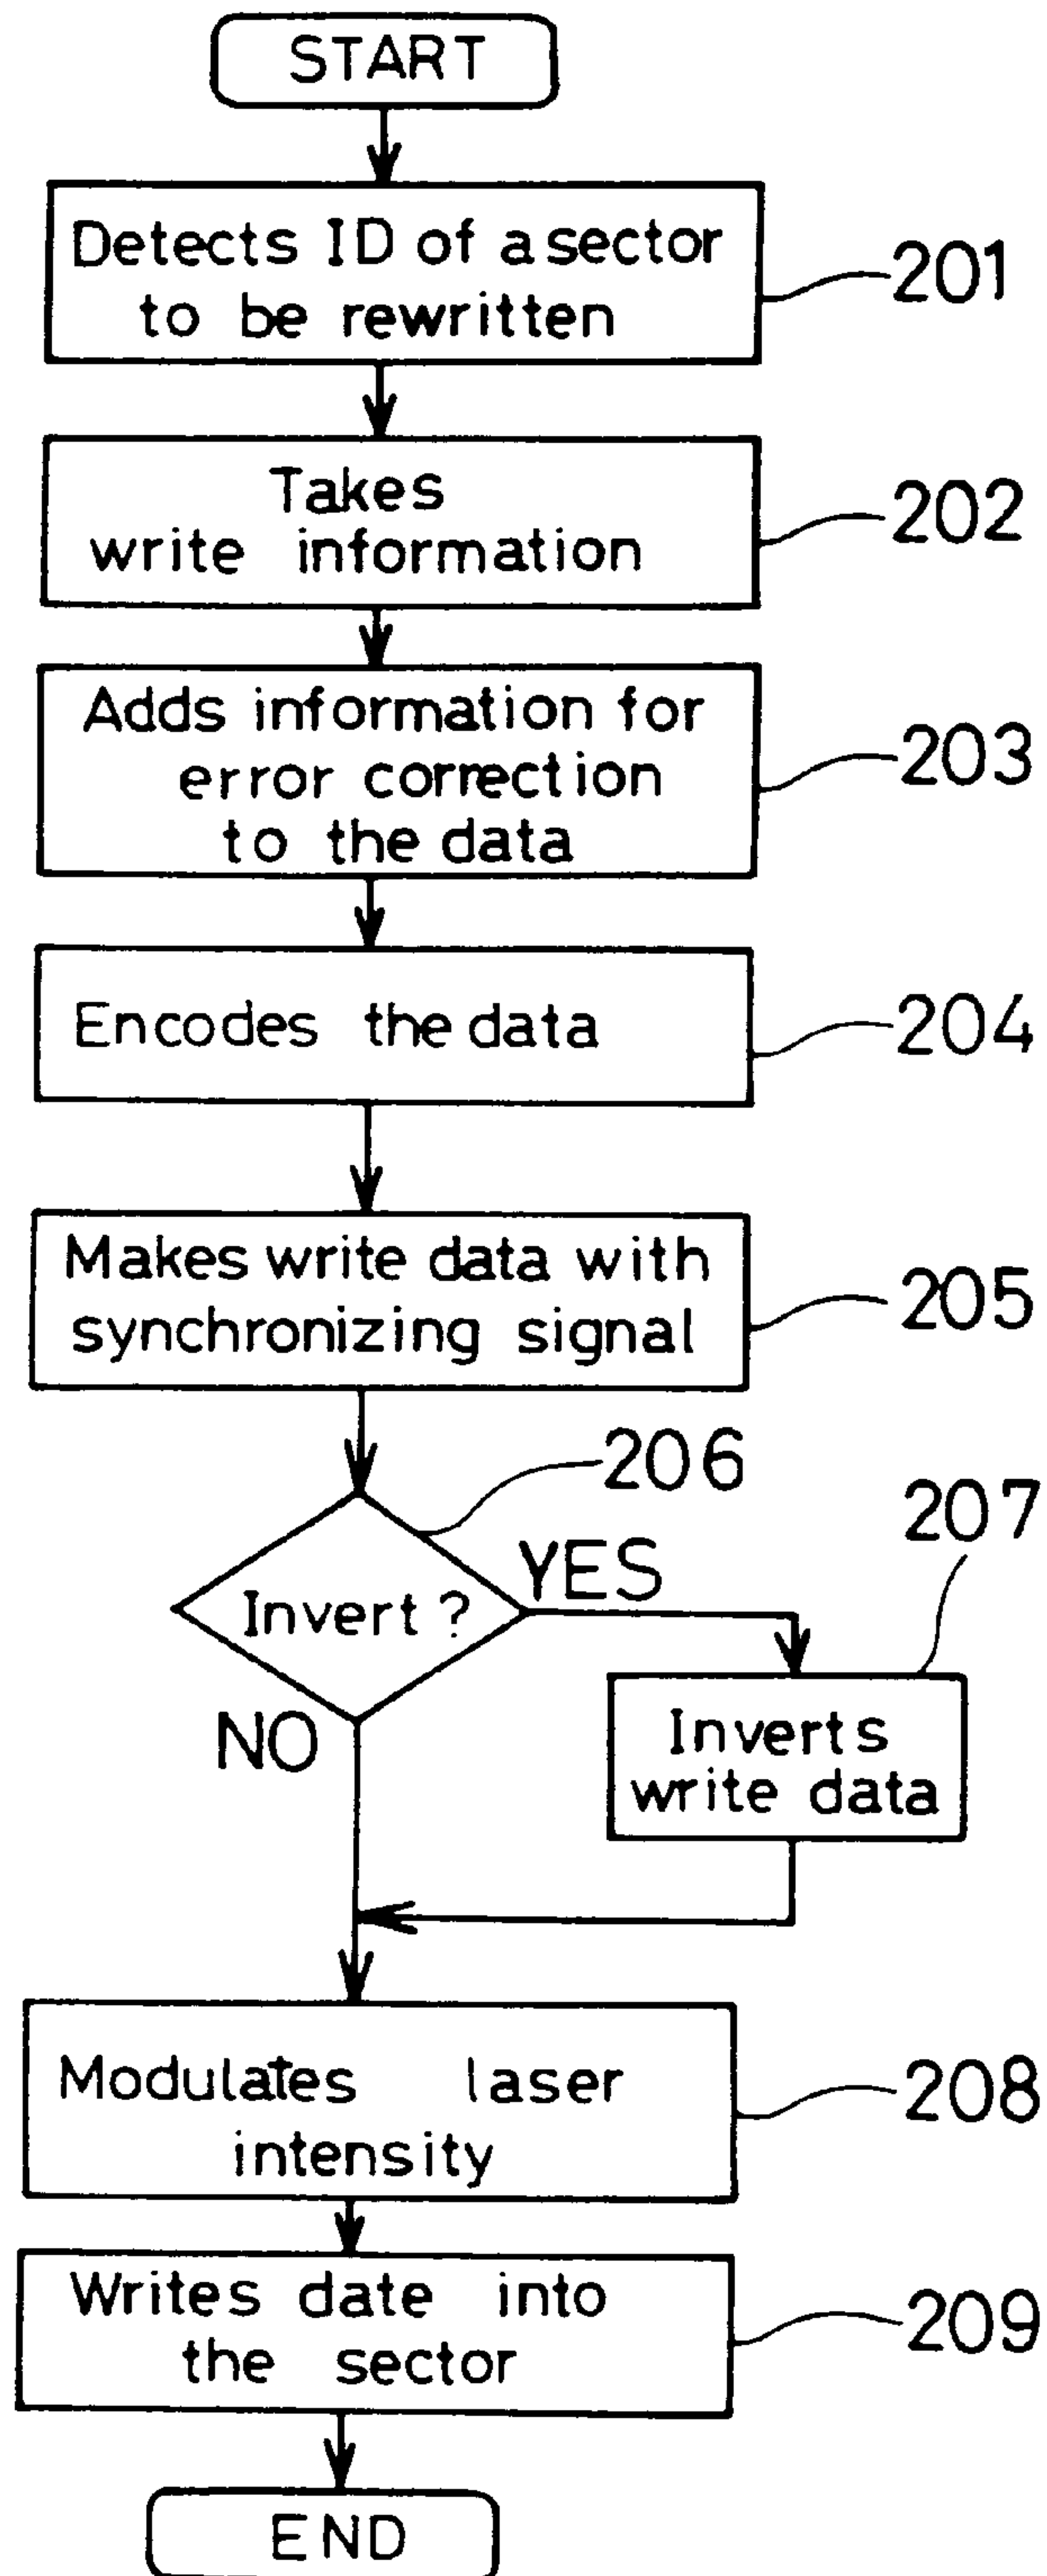 START
Detects ID of a sector
to be rewritten
201
Takes
write information
202
Adds information for
error correction
to the data
203
Encodes the data
204
Makes write data with
synchronizing signal
205
206
Invert?
YES
207
NO
Inverts
write data
Modulates laser
intensity
208
Writes date into
the sector
209
END